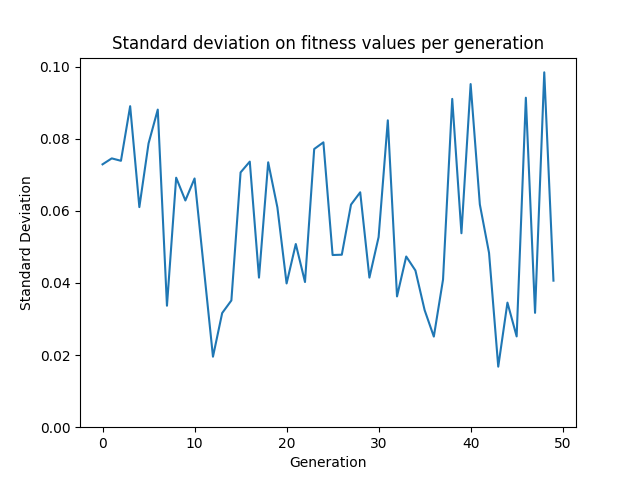 Standard deviation on fitness values per generation
Standard Deviation
0.10
0.08
0.06
0.04
0.02
0.00
0 10 20 30 40 50
Generation